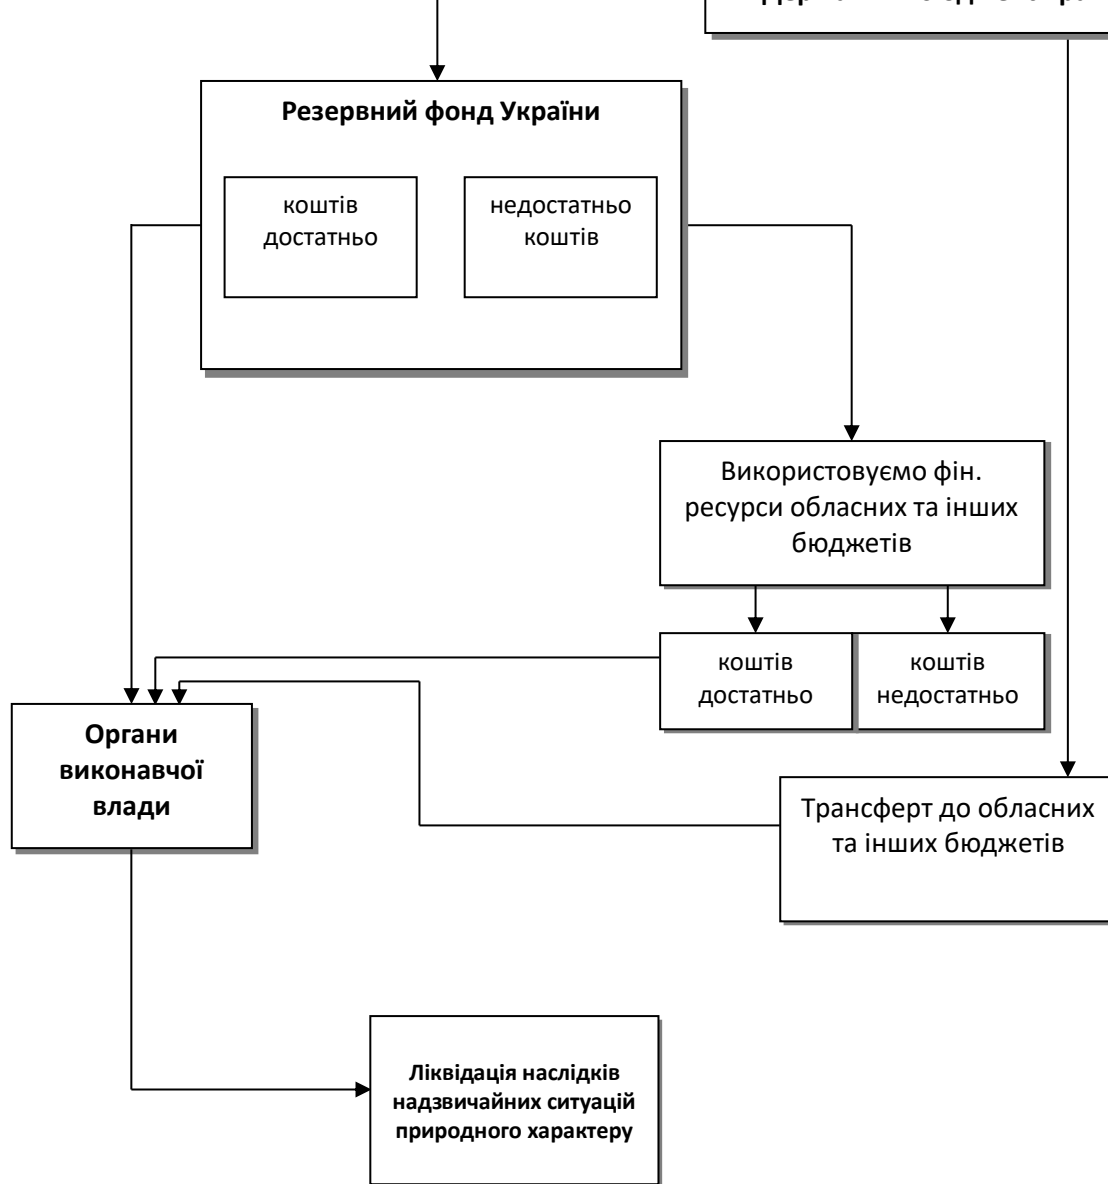 Резервний фонд України
коштів
достатньо
недостатньо
коштів
Використовуємо фін.
ресурси обласних та інших
бюджетів
коштів
достатньо
коштів
недостатньо
Органи
виконавчої
влади
Трансферт до обласних
та інших бюджетів
Ліквідація наслідків
надзвичайних ситуацій
природного характеру